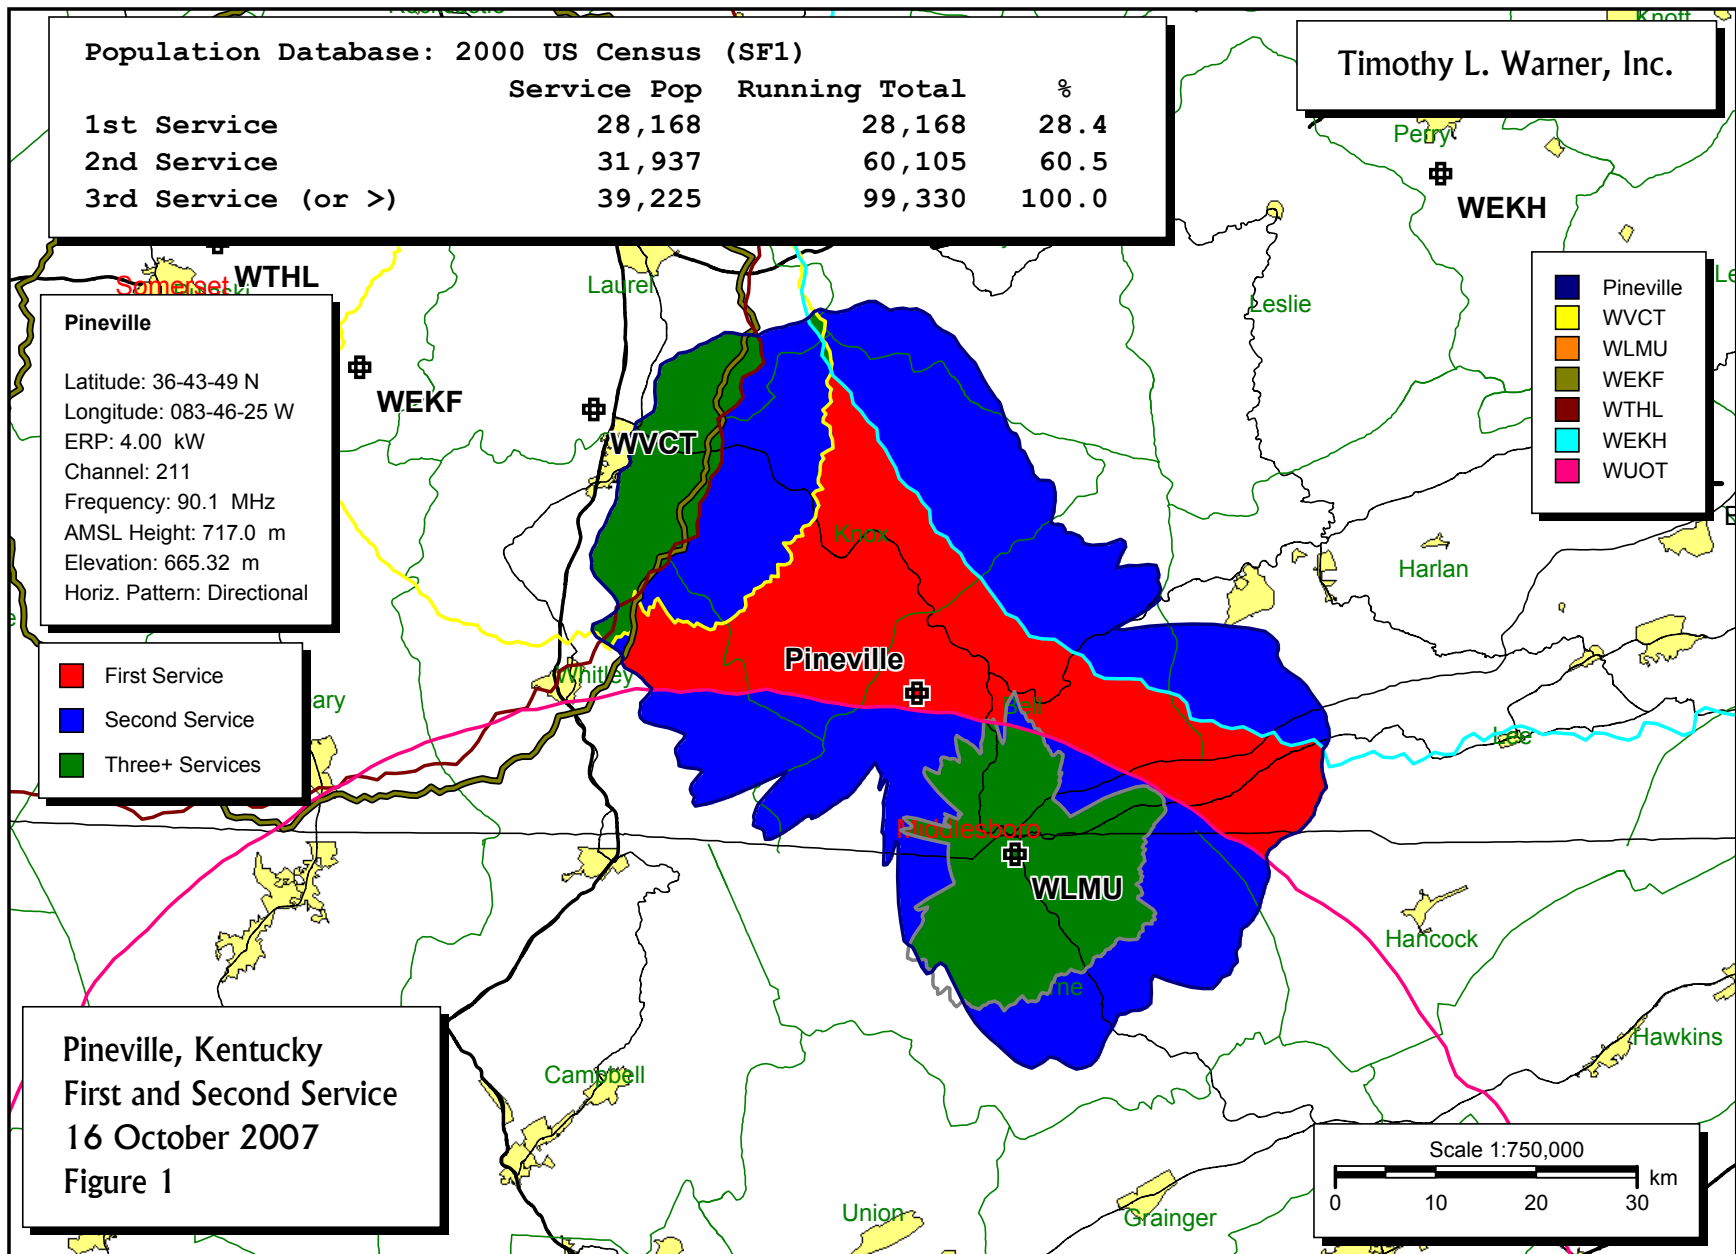 Population Database: 2000 US Census (SF1)
Service Pop Running Total %
1st Service 28,168 28,168 28.4
2nd Service 31,937 60,105 60.5
3rd Service (or >) 39,225 99,330 100.0
Timothy L. Warner, Inc.
Knott
Perry
WEKH
WTHL
Somerset
Laurel
Leslie
Pineville
Latitude: 36-43-49 N
Longitude: 083-46-25 W
ERP: 4.00 kW
Channel: 211
Frequency: 90.1 MHz
AMSL Height: 717.0 m
Elevation: 665.32 m
Horiz. Pattern: Directional
Pineville
WVCT
WLMU
WEKF
WTHL
WEKH
WUOT
WEKF
WVCT
Knox
Harlan
First Service
Second Service
Three+ Services
ary
Whitley
Pineville
Bell
Lee
Middlesboro
WLMU
Hancock
rne
Hawkins
Campbell
Pineville, Kentucky
First and Second Service
16 October 2007
Figure 1
Union
Grainger
Scale 1:750,000
0 10 20 30 km